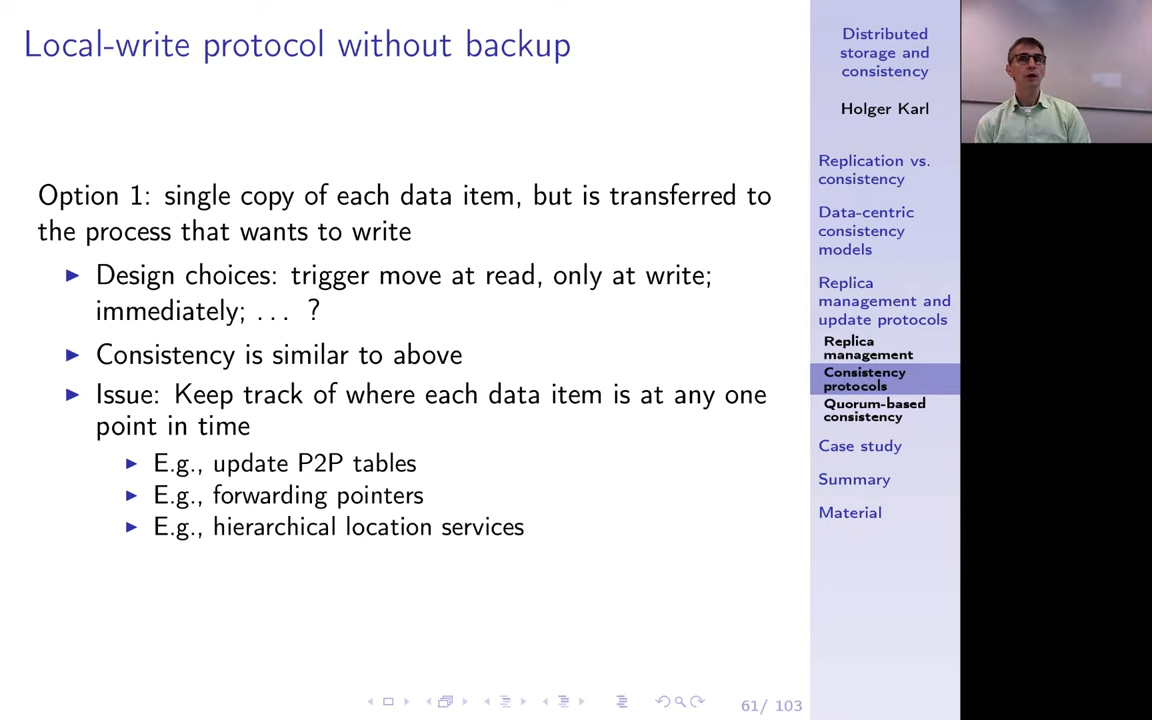 Local-write protocol without backup
Option 1: single copy of each data item, but is transferred to
the process that wants to write
Design choices: trigger move at read, only at write;
immediately; ... ?
Consistency is similar to above
Issue: Keep track of where each data item is at any one
point in time
E.g., update P2P tables
E.g., forwarding pointers
E.g., hierarchical location services
61/ 103
Distributed
storage and
consistency
Holger Karl
Replication vs.
consistency
Data-centric
consistency
models
Replica
management and
update protocols
Replica
management
Consistency
protocols
Quorum-based
consistency
Case study
Summary
Material